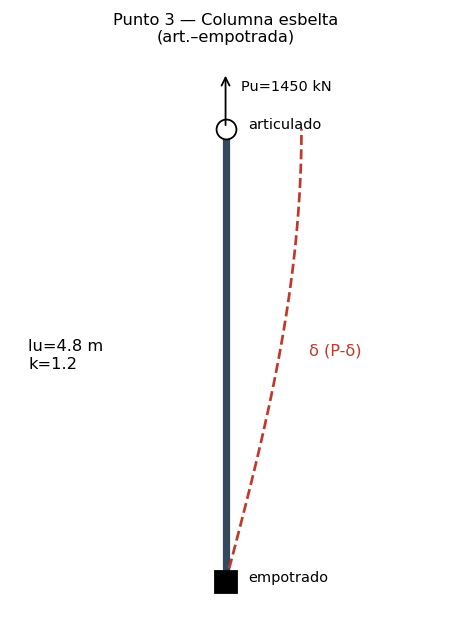 Punto 3 — Columna esbelta
(art.–empotrada)
Pu=1450 kN
articulado
lu=4.8 m
k=1.2
δ (P-δ)
empotrado